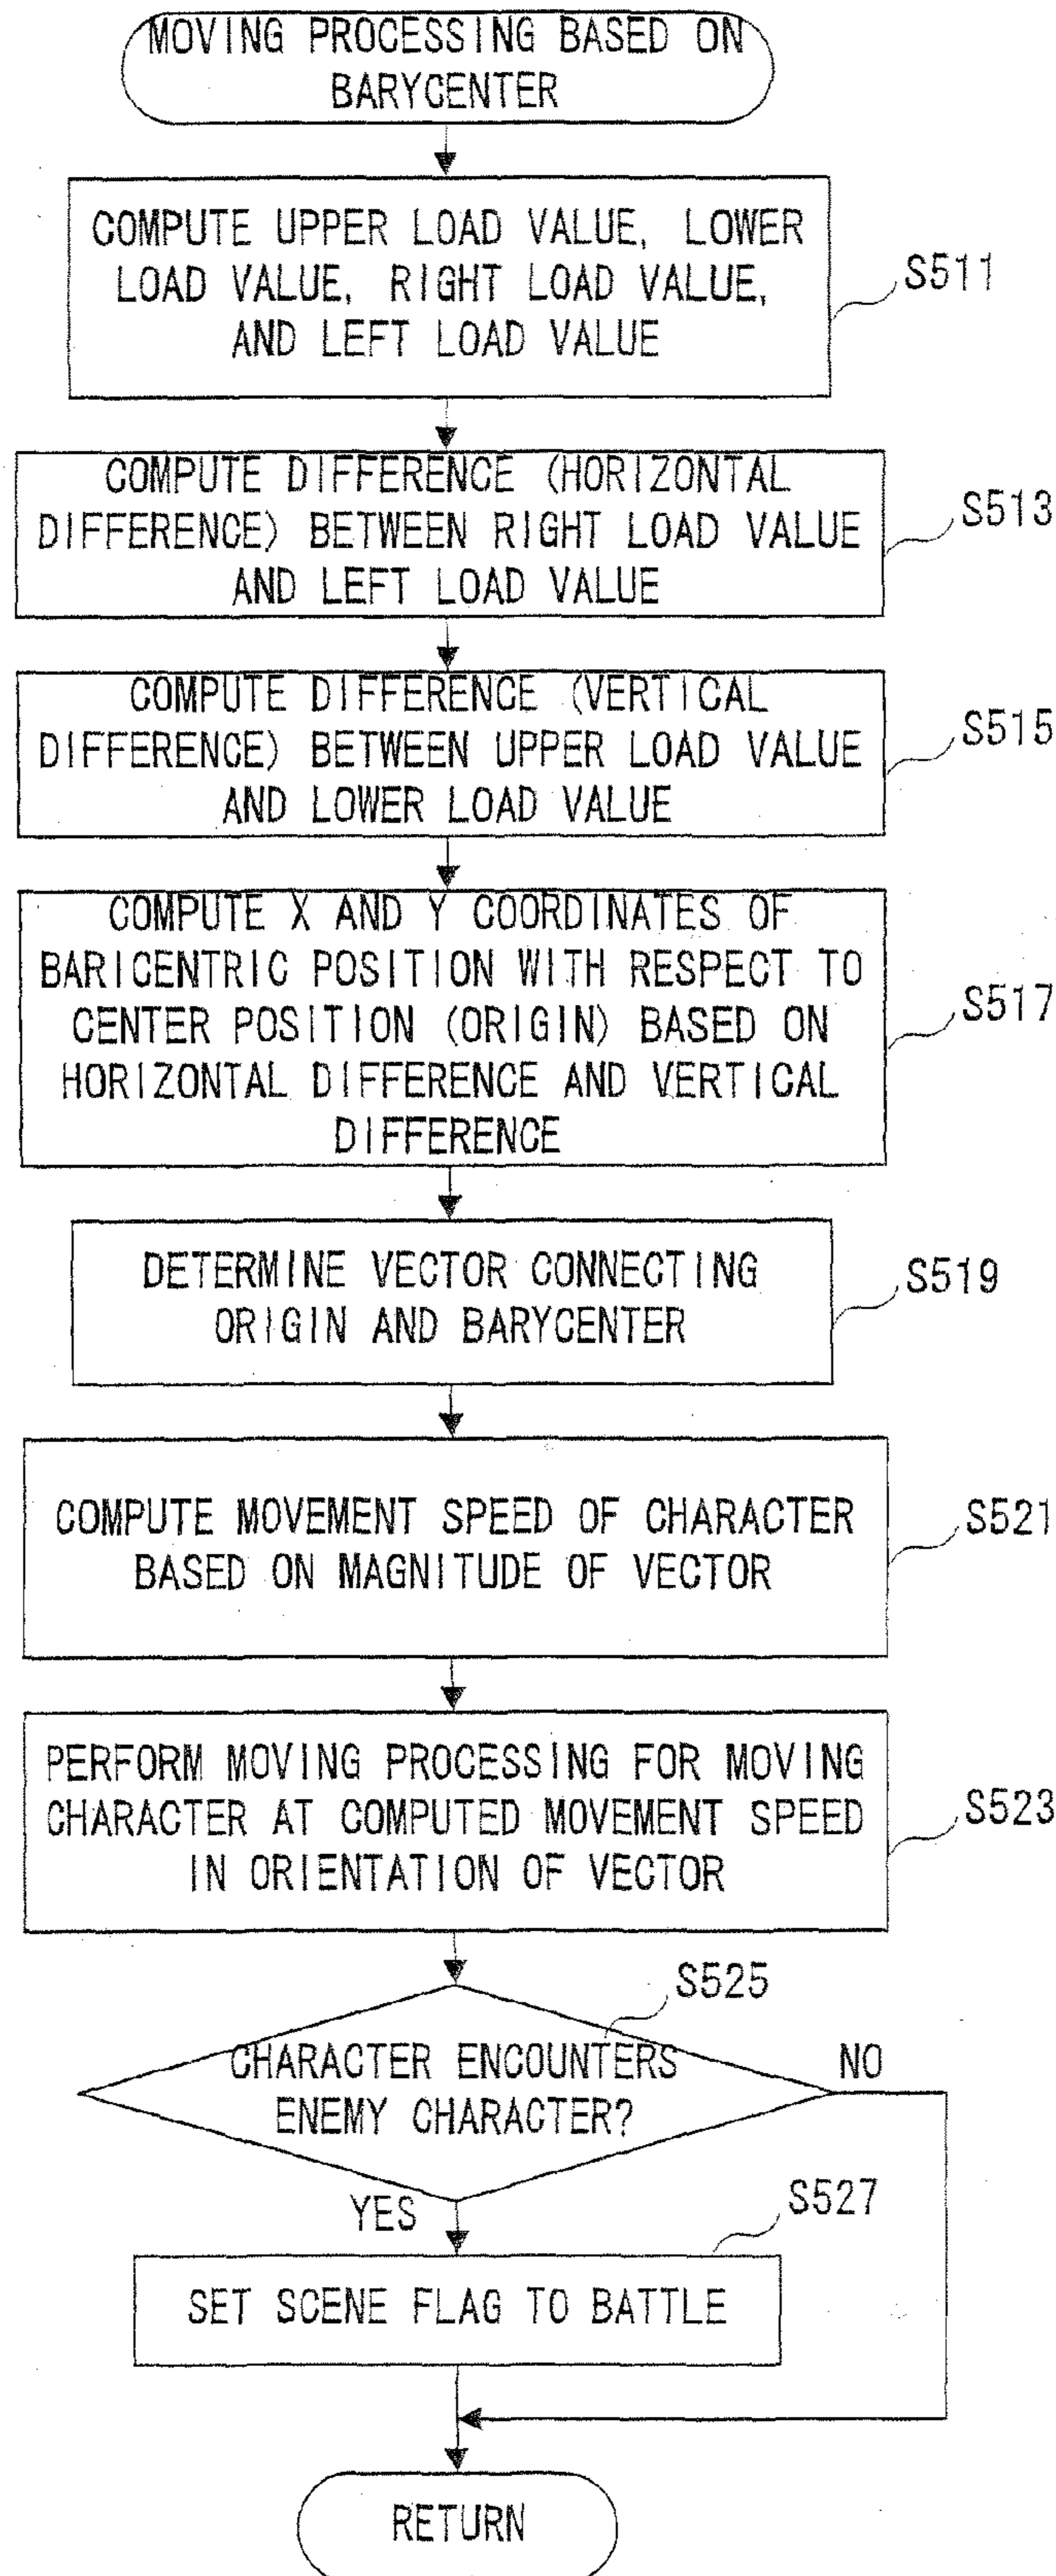 MOVING PROCESSING BASED ON
BARYCENTER
COMPUTE UPPER LOAD VALUE, LOWER
LOAD VALUE, RIGHT LOAD VALUE,
AND LEFT LOAD VALUE
S511
COMPUTE DIFFERENCE (HORIZONTAL
DIFFERENCE) BETWEEN RIGHT LOAD VALUE
AND LEFT LOAD VALUE
S513
COMPUTE DIFFERENCE (VERTICAL
DIFFERENCE) BETWEEN UPPER LOAD VALUE
AND LOWER LOAD VALUE
S515
COMPUTE X AND Y COORDINATES OF
BARICENTRIC POSITION WITH RESPECT TO
CENTER POSITION (ORIGIN) BASED ON
HORIZONTAL DIFFERENCE AND VERTICAL
DIFFERENCE
S517
DETERMINE VECTOR CONNECTING
ORIGIN AND BARYCENTER
S519
COMPUTE MOVEMENT SPEED OF CHARACTER
BASED ON MAGNITUDE OF VECTOR
S521
PERFORM MOVING PROCESSING FOR MOVING
CHARACTER AT COMPUTED MOVEMENT SPEED
IN ORIENTATION OF VECTOR
S523
S525
CHARACTER ENCOUNTERS
ENEMY CHARACTER?
NO
YES
S527
SET SCENE FLAG TO BATTLE
RETURN